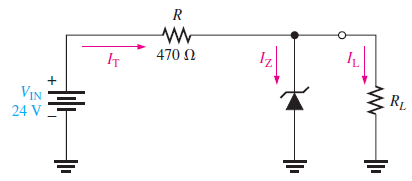 R
470 Ω
I_T
I_Z
I_L
+
V_IN
24 V
−
R_L